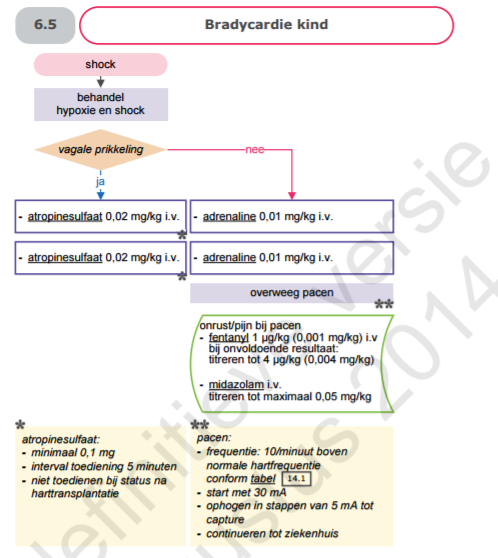 6.5 Bradycardie kind
shock
behandel
hypoxie en shock
vagale prikkeling
nee
ja
- atropinesulfaat 0,02 mg/kg i.v.
*
- adrenaline 0,01 mg/kg i.v.
- atropinesulfaat 0,02 mg/kg i.v.
*
- adrenaline 0,01 mg/kg i.v.
overweeg pacen
**
onrust/pijn bij pacen
- fentanyl 1 µg/kg (0,001 mg/kg) i.v
bij onvoldoende resultaat:
titreren tot 4 µg/kg (0,004 mg/kg)
- midazolam i.v.
titreren tot maximaal 0,05 mg/kg
*
atropinesulfaat:
- minimaal 0,1 mg
- interval toediening 5 minuten
- niet toedienen bij status na
harttransplantatie
**
pacen:
- frequentie: 10/minuut boven
normale hartfrequentie
conform tabel 14.1
- start met 30 mA
- ophogen in stappen van 5 mA tot
capture
- continueren tot ziekenhuis
definitieve versie
2014